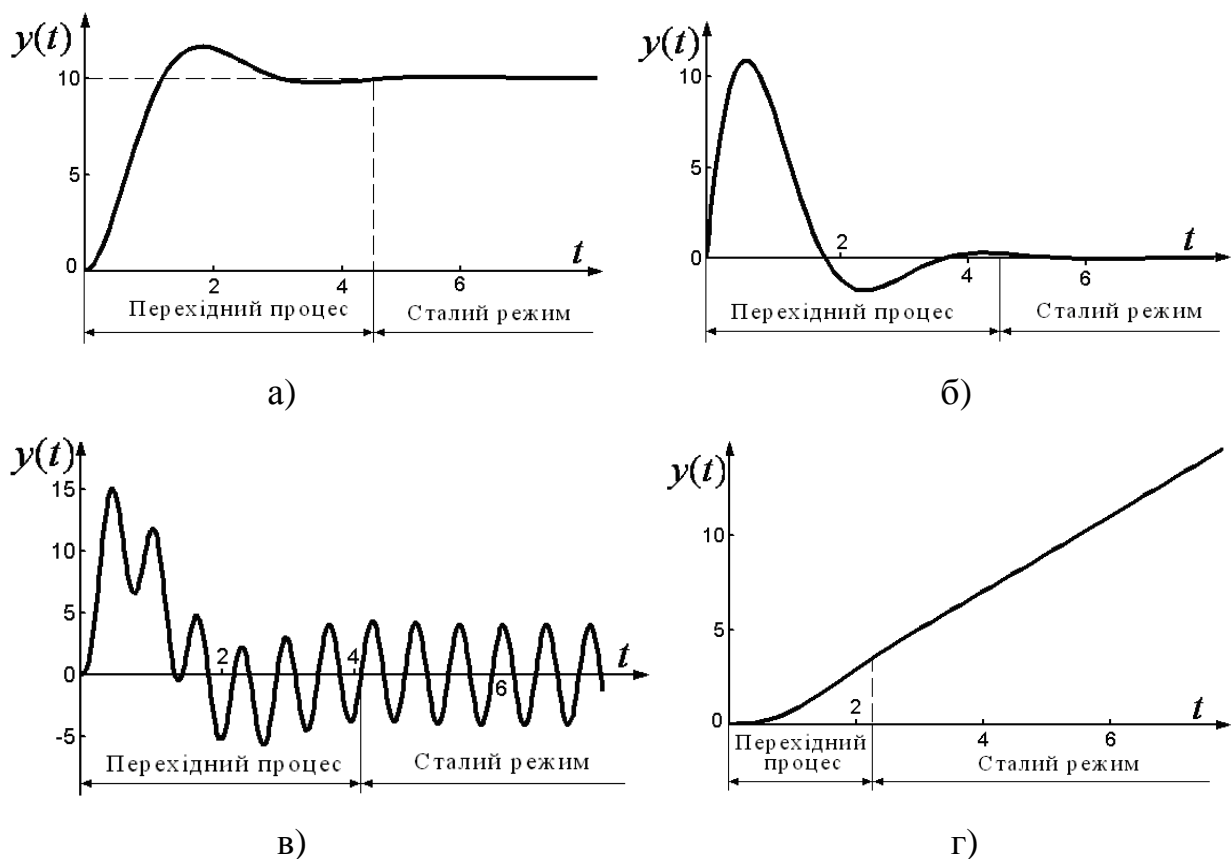 y(t)
10
5
0
2
4
6
t
Перехідний процес
Сталий режим
а)
y(t)
10
5
0
2
4
6
t
Перехідний процес
Сталий режим
б)
y(t)
15
10
5
0
-5
2
4
6
t
Перехідний процес
Сталий режим
в)
y(t)
10
5
0
2
4
6
t
Перехідний
процес
Сталий режим
г)